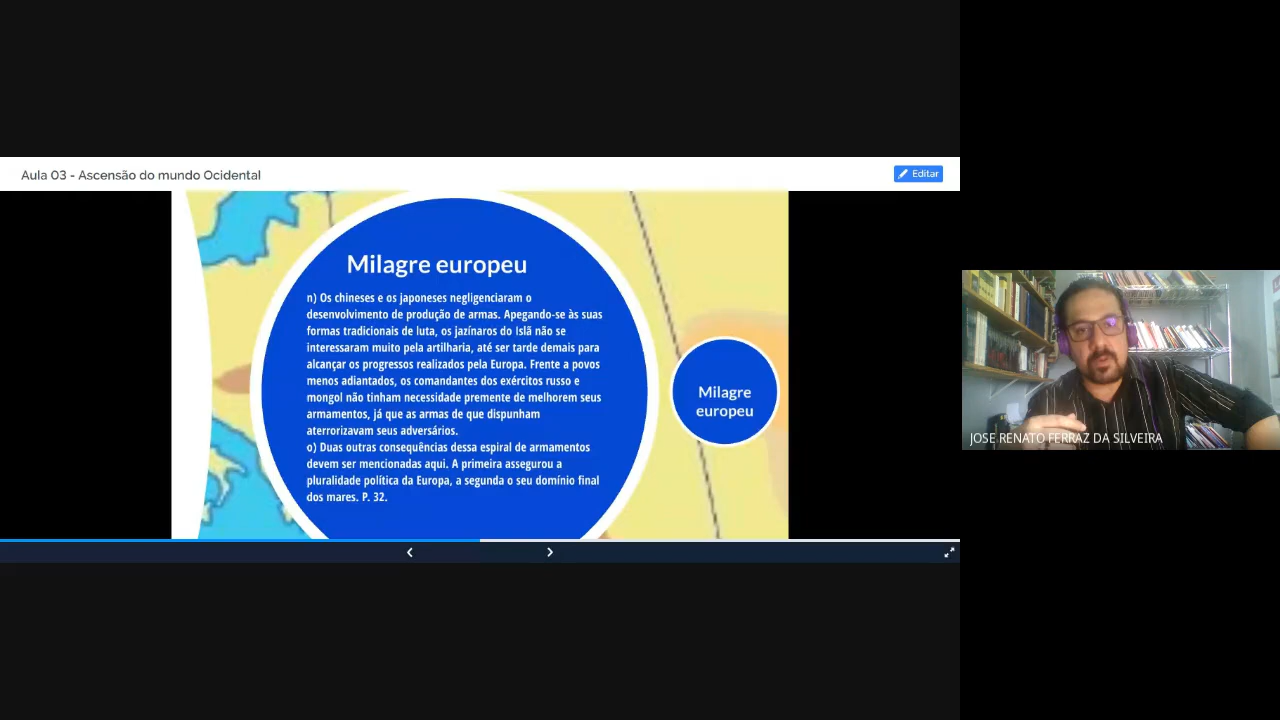 Aula 03 - Ascensão do mundo Ocidental
Editar
Milagre europeu
n) Os chineses e os japoneses negligenciaram o
desenvolvimento de produção de armas. Apegando-se às suas
formas tradicionais de luta, os jazínaros do Islã não se
interessaram muito pela artilharia, até ser tarde demais para
alcançar os progressos realizados pela Europa. Frente a povos
menos adiantados, os comandantes dos exércitos russo e
mongol não tinham necessidade premente de melhorem seus
armamentos, já que as armas de que dispunham
aterrorizavam seus adversários.
o) Duas outras consequências dessa espiral de armamentos
devem ser mencionadas aqui. A primeira assegurou a
pluralidade política da Europa, a segunda o seu domínio final
dos mares. P. 32.
Milagre
europeu
JOSE RENATO FERRAZ DA SILVEIRA